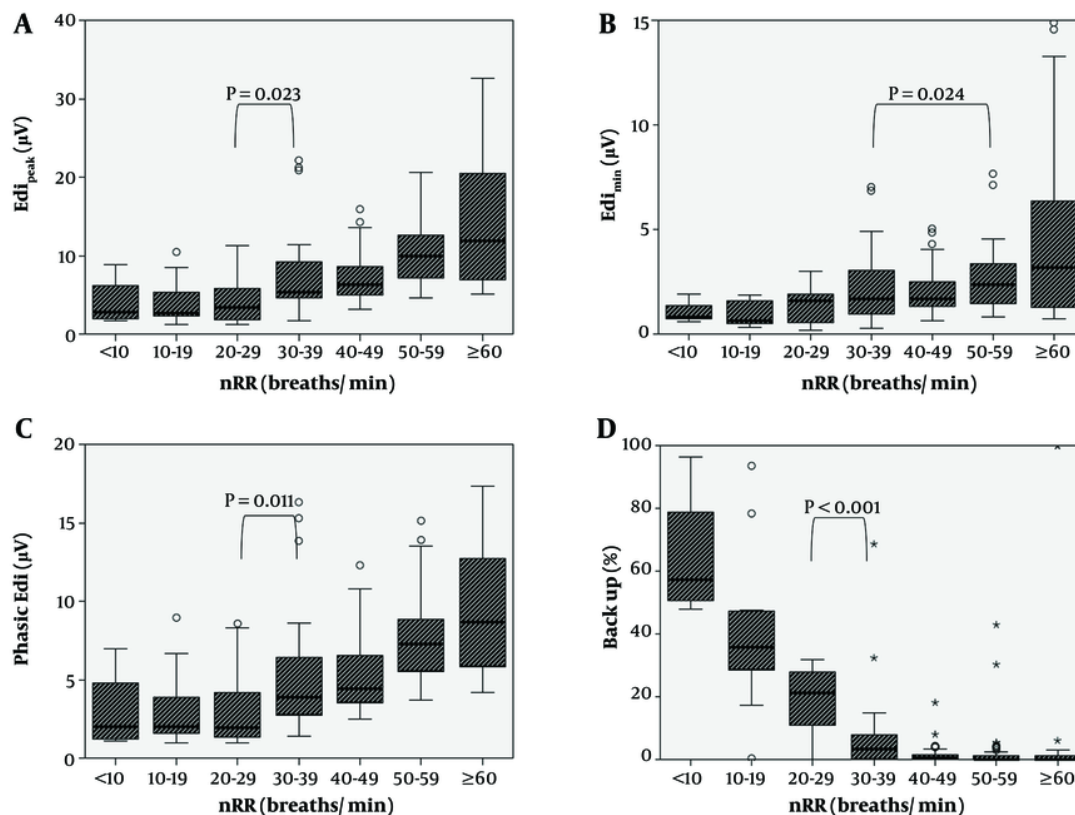 A
Edi peak (μV)
40
30
20
10
0
P = 0.023
<10 10-19 20-29 30-39 40-49 50-59 ≥60
nRR (breaths/ min)
B
Edi min (μV)
15
10
5
0
P = 0.024
<10 10-19 20-29 30-39 40-49 50-59 ≥60
nRR (breaths/ min)
C
Phasic Edi (μV)
20
15
10
5
0
P = 0.011
<10 10-19 20-29 30-39 40-49 50-59 ≥60
nRR (breaths/ min)
D
Back up (%)
100
80
60
40
20
0
P < 0.001
<10 10-19 20-29 30-39 40-49 50-59 ≥60
nRR (breaths/ min)